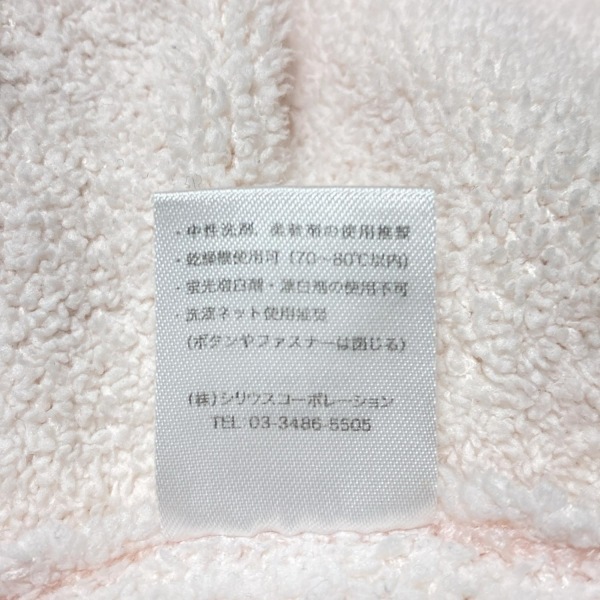 ・中性洗剤、柔軟剤の使用推奨
・乾燥機使用可（70～80℃以内）
・蛍光増白剤・漂白剤の使用不可
・洗濯ネット使用推奨
（ボタンやファスナーは閉じる）
（株）シリウスコーポレーション
TEL 03-3486-5505